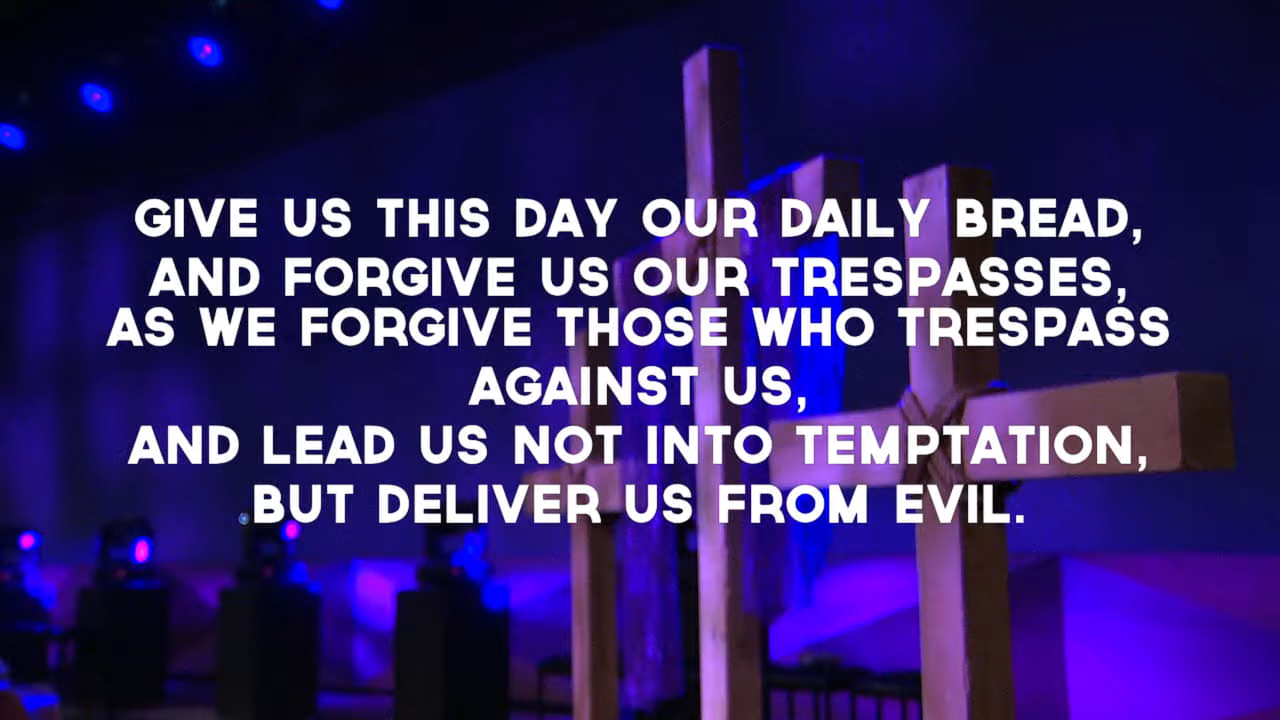 GIVE US THIS DAY OUR DAILY BREAD,
AND FORGIVE US OUR TRESPASSES,
AS WE FORGIVE THOSE WHO TRESPASS
AGAINST US,
AND LEAD US NOT INTO TEMPTATION,
BUT DELIVER US FROM EVIL.